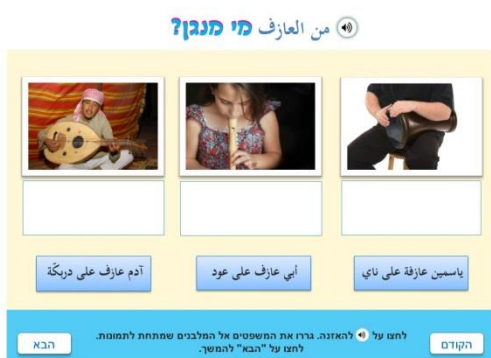 من العازف מי מנגן?
ياسمين عازفة على ناي
أبي عازف على عود
آدم عازف على دربكّة
לחצו על להאזנה. גררו את המשפטים אל המלבנים שמתחת לתמונות.
לחצו על "הבא" להמשך.
הקודם
הבא